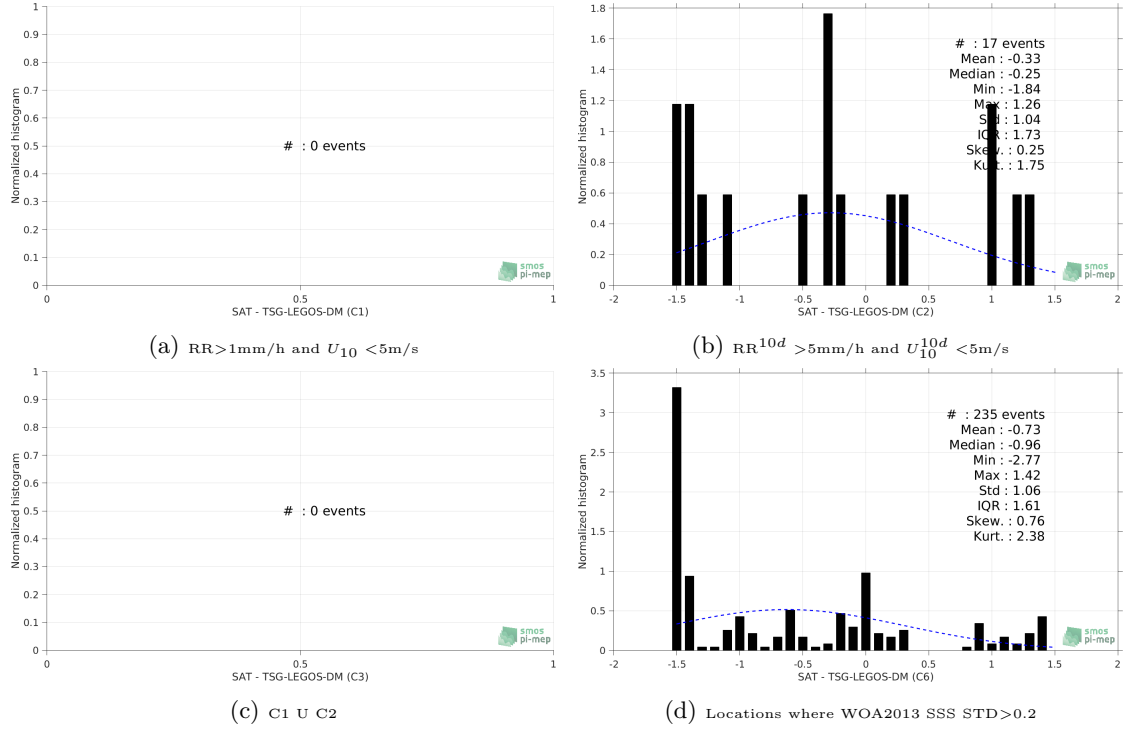 1
0.9
0.8
0.7
0.6
0.5
0.4
0.3
0.2
0.1
0
Normalized histogram
# : 0 events
smos
pi-mep
0
0.5
1
SAT - TSG-LEGOS-DM (C1)
(a) RR>1mm/h and U10 <5m/s
1.8
1.6
1.4
1.2
1
0.8
0.6
0.4
0.2
0
Normalized histogram
# : 17 events
Mean : -0.33
Median : -0.25
Min : -1.84
Max : 1.26
Std : 1.04
IQR : 1.73
Skew. : 0.25
Kurt. : 1.75
smos
pi-mep
-2
-1.5
-1
-0.5
0
0.5
1
1.5
2
SAT - TSG-LEGOS-DM (C2)
(b) RR10d >5mm/h and U10d10 <5m/s
1
0.9
0.8
0.7
0.6
0.5
0.4
0.3
0.2
0.1
0
Normalized histogram
# : 0 events
smos
pi-mep
0
0.5
1
SAT - TSG-LEGOS-DM (C3)
(c) C1 U C2
3.5
3
2.5
2
1.5
1
0.5
0
Normalized histogram
# : 235 events
Mean : -0.73
Median : -0.96
Min : -2.77
Max : 1.42
Std : 1.06
IQR : 1.61
Skew. : 0.76
Kurt. : 2.38
smos
pi-mep
-2
-1.5
-1
-0.5
0
0.5
1
1.5
2
SAT - TSG-LEGOS-DM (C6)
(d) Locations where WOA2013 SSS STD>0.2